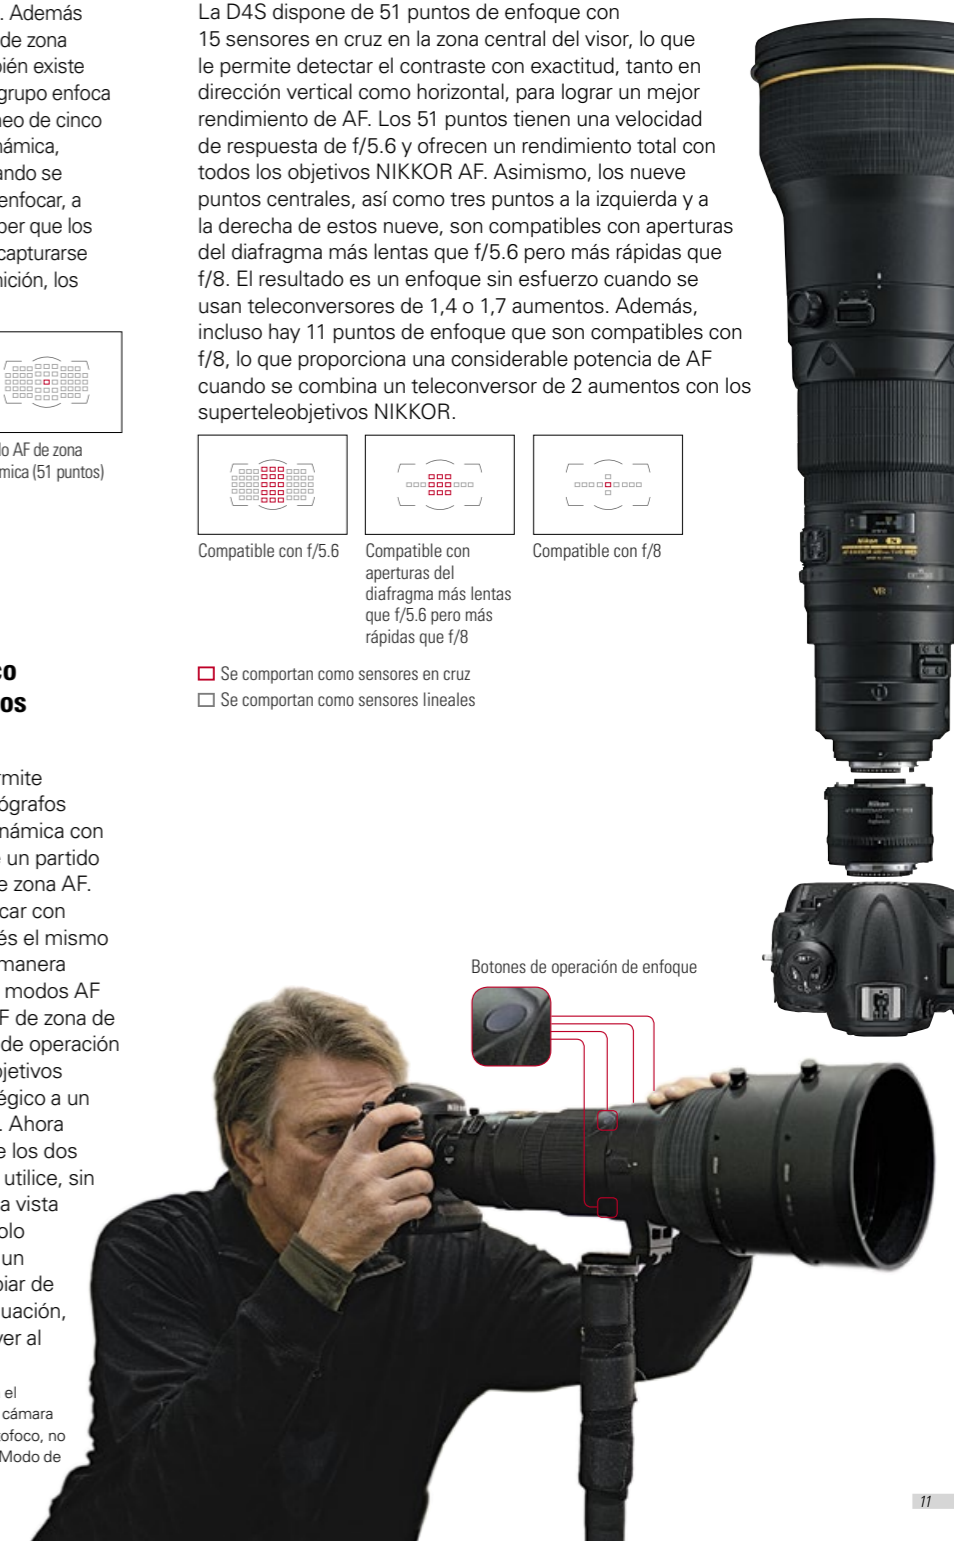 . Además
de zona
bién existe
grupo enfoca
neo de cinco
námica,
ando se
enfocar, a
ber que los
capturarse
nición, los
do AF de zona
mica (51 puntos)
co
os
rmite
ógrafos
námica con
e un partido
e zona AF.
car con
és el mismo
manera
modos AF
F de zona de
de operación
bjetivos
égico a un
. Ahora
e los dos
utilice, sin
a vista
olo
un
biar de
uación,
ver al
el
cámara
tofoco, no
Modo de
La D4S dispone de 51 puntos de enfoque con
15 sensores en cruz en la zona central del visor, lo que
le permite detectar el contraste con exactitud, tanto en
dirección vertical como horizontal, para lograr un mejor
rendimiento de AF. Los 51 puntos tienen una velocidad
de respuesta de f/5.6 y ofrecen un rendimiento total con
todos los objetivos NIKKOR AF. Asimismo, los nueve
puntos centrales, así como tres puntos a la izquierda y a
la derecha de estos nueve, son compatibles con aperturas
del diafragma más lentas que f/5.6 pero más rápidas que
f/8. El resultado es un enfoque sin esfuerzo cuando se
usan teleconversores de 1,4 o 1,7 aumentos. Además,
incluso hay 11 puntos de enfoque que son compatibles con
f/8, lo que proporciona una considerable potencia de AF
cuando se combina un teleconversor de 2 aumentos con los
superteleobjetivos NIKKOR.
Compatible con f/5.6
Compatible con
aperturas del
diafragma más lentas
que f/5.6 pero más
rápidas que f/8
Compatible con f/8
Se comportan como sensores en cruz
Se comportan como sensores lineales
Nikon
VR
Nikon
Botones de operación de enfoque
11